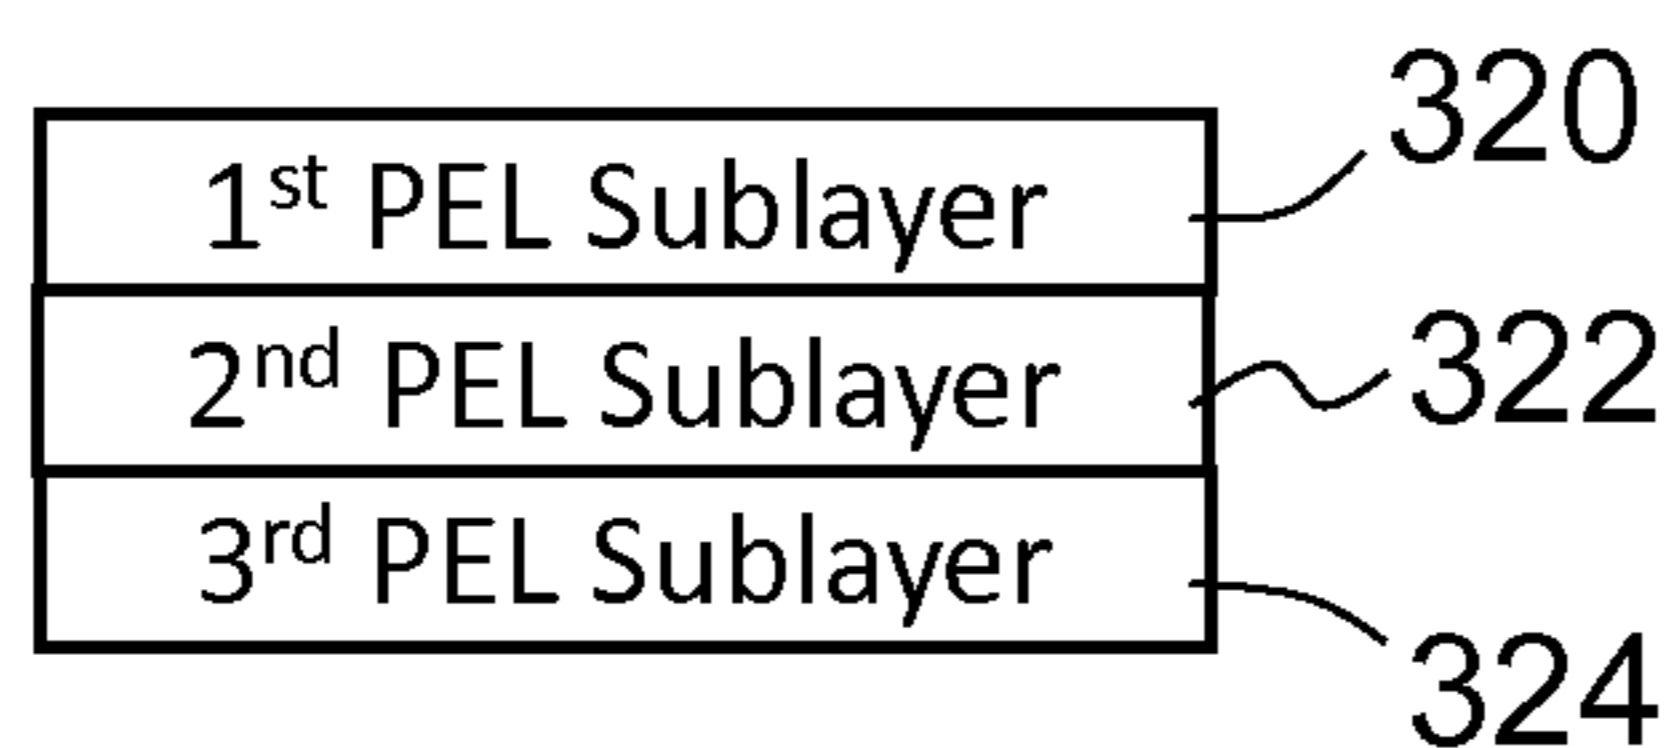 320
1st PEL Sublayer
2nd PEL Sublayer
322
3rd PEL Sublayer
324